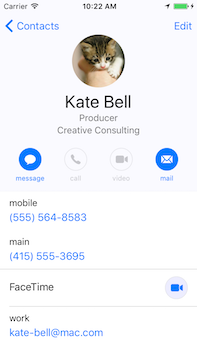 Carrier 10:22 AM
Contacts Edit
Kate Bell
Producer
Creative Consulting
message call video mail
mobile
(555) 564-8583
main
(415) 555-3695
FaceTime
work
kate-bell@mac.com